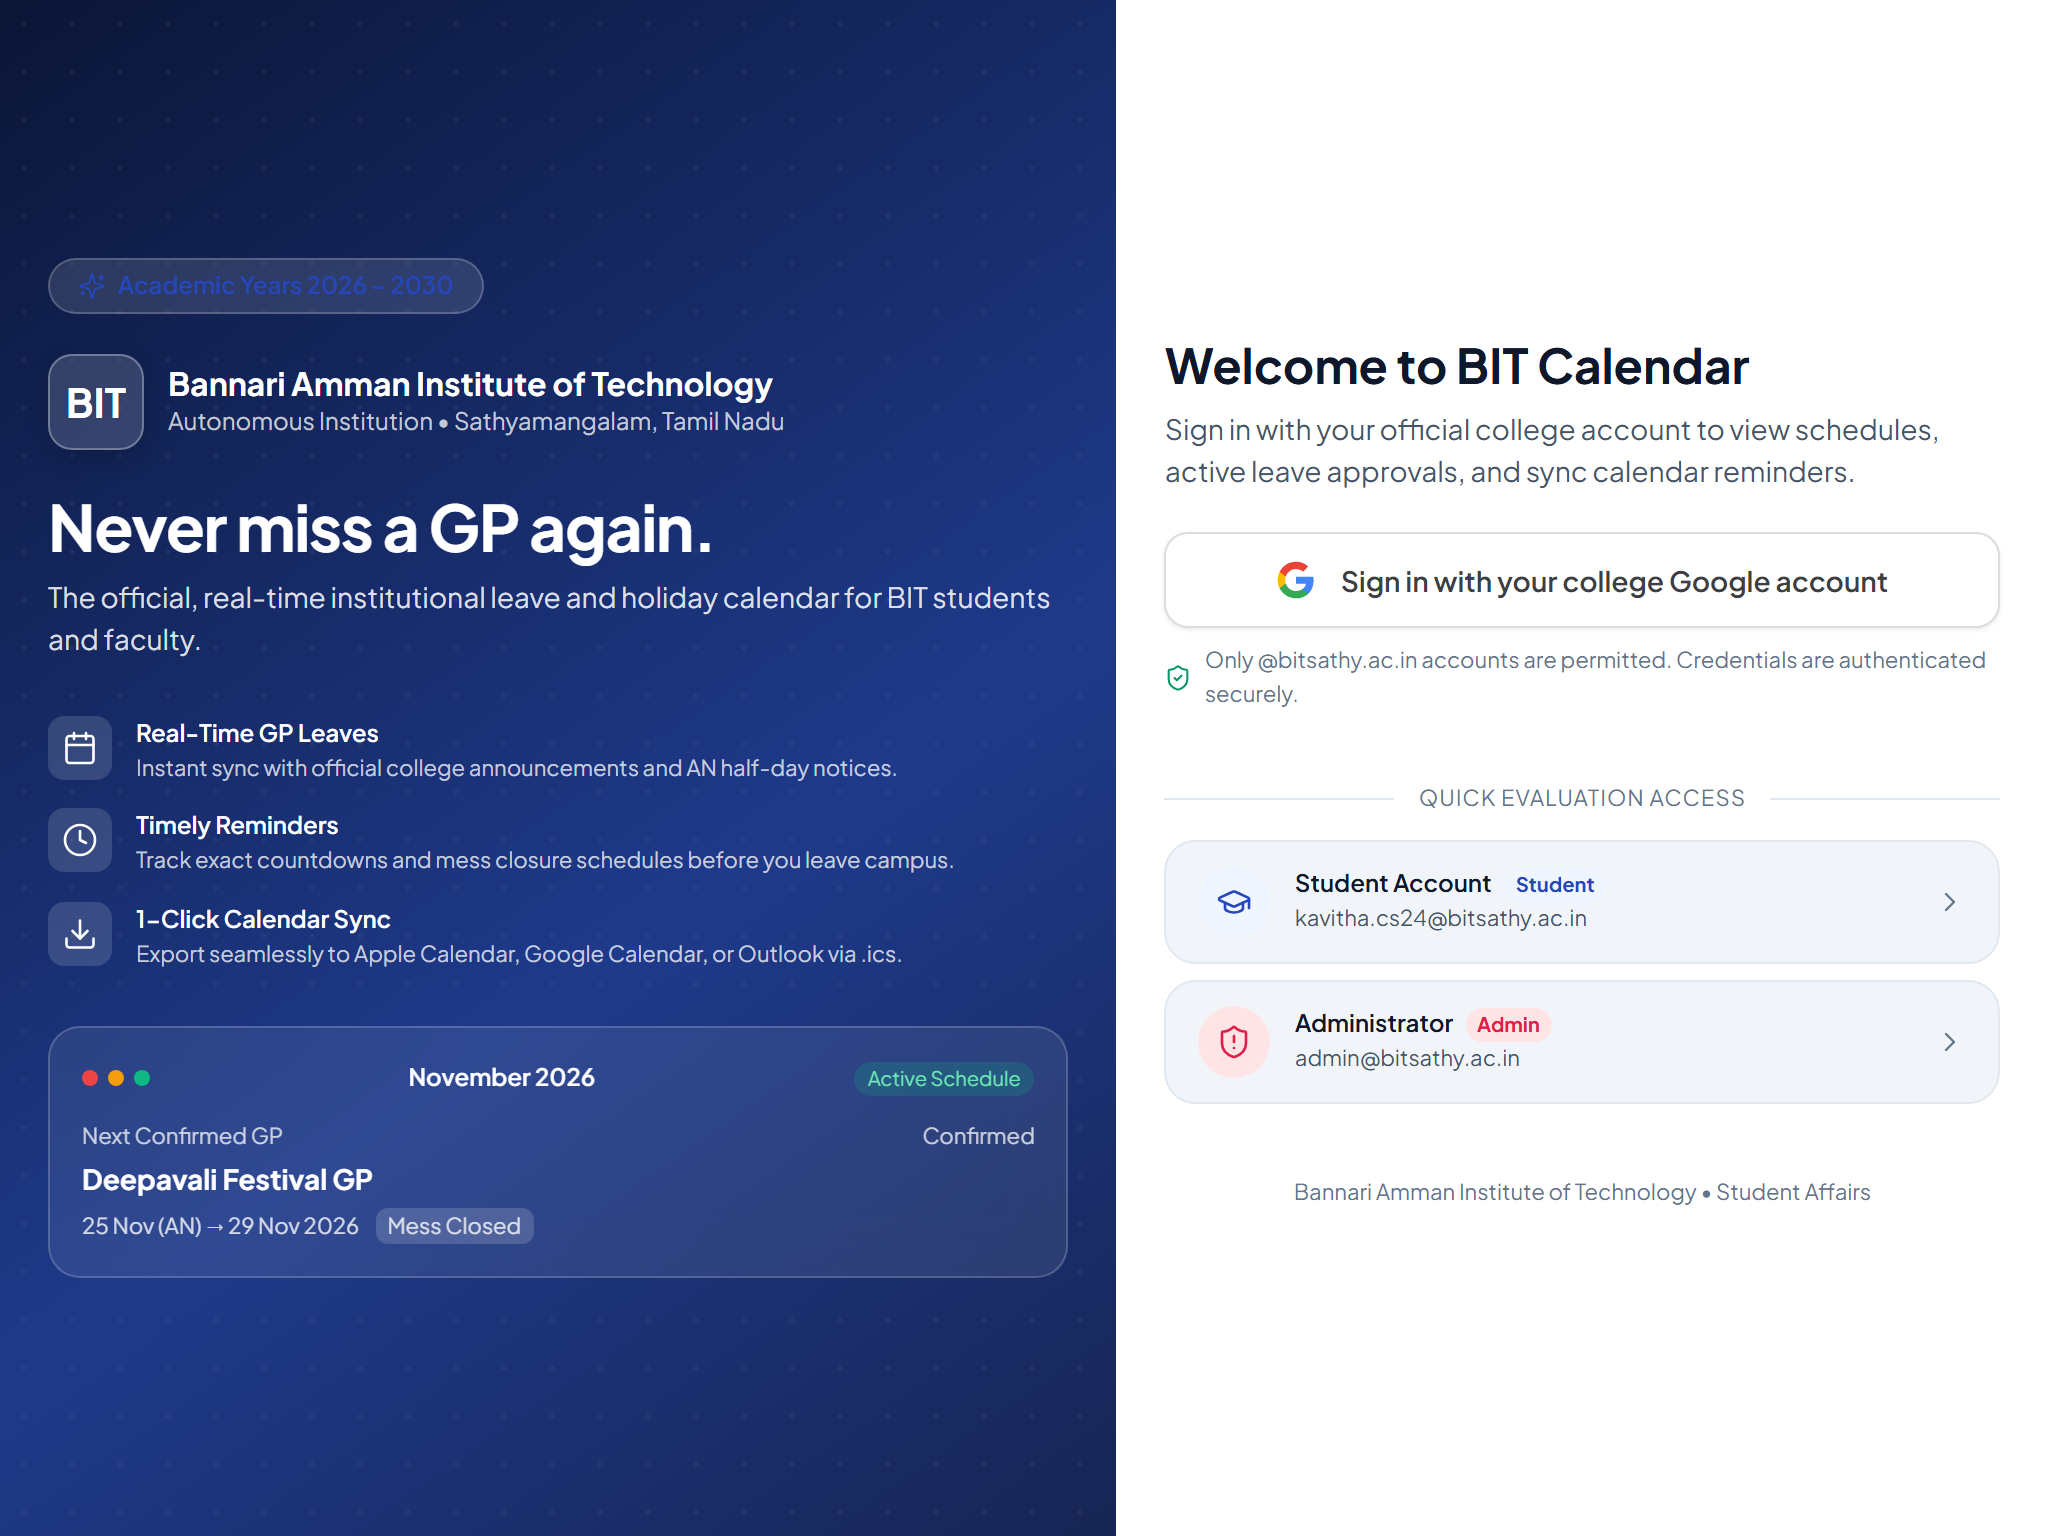 Academic Years 2026 – 2030
BIT
Bannari Amman Institute of Technology
Autonomous Institution • Sathyamangalam, Tamil Nadu
Never miss a GP again.
The official, real-time institutional leave and holiday calendar for BIT students
and faculty.
Real-Time GP Leaves
Instant sync with official college announcements and AN half-day notices.
Timely Reminders
Track exact countdowns and mess closure schedules before you leave campus.
1-Click Calendar Sync
Export seamlessly to Apple Calendar, Google Calendar, or Outlook via .ics.
November 2026
Active Schedule
Next Confirmed GP
Confirmed
Deepavali Festival GP
25 Nov (AN) → 29 Nov 2026
Mess Closed
Welcome to BIT Calendar
Sign in with your official college account to view schedules,
active leave approvals, and sync calendar reminders.
Sign in with your college Google account
Only @bitsathy.ac.in accounts are permitted. Credentials are authenticated
securely.
QUICK EVALUATION ACCESS
Student Account Student
kavitha.cs24@bitsathy.ac.in
Administrator Admin
admin@bitsathy.ac.in
Bannari Amman Institute of Technology • Student Affairs